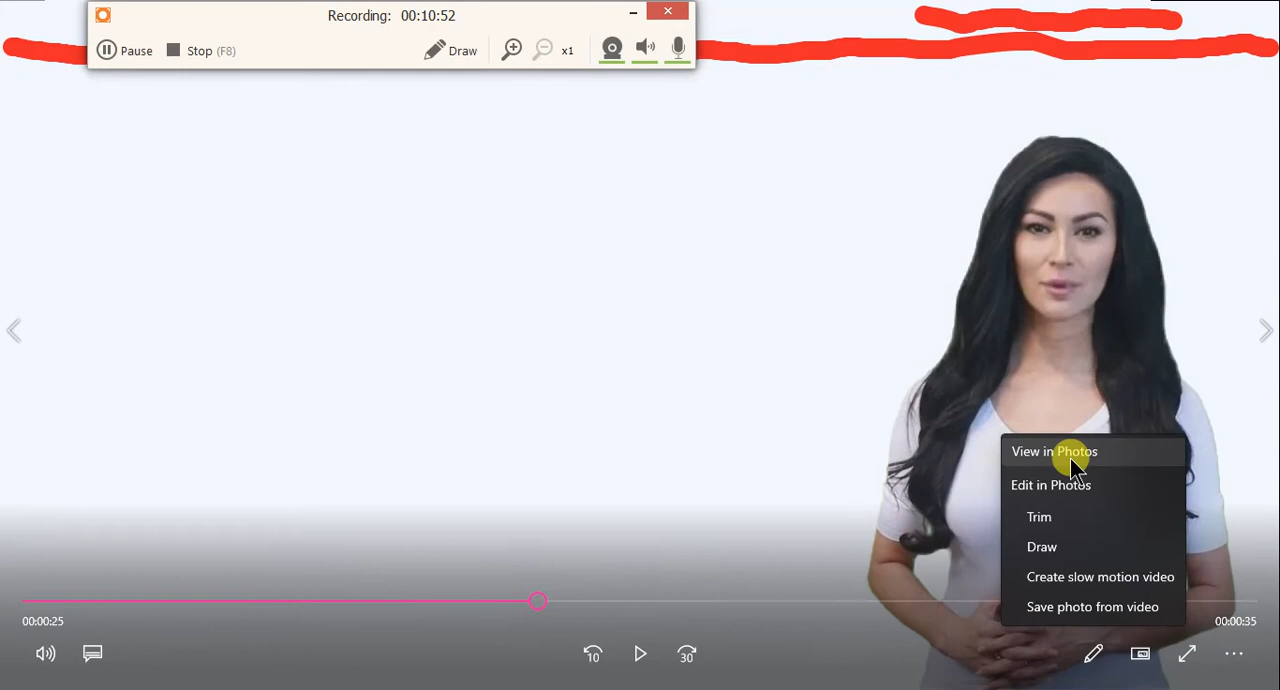 Recording: 00:10:52
Pause Stop (F8) Draw x1
View in Photos
Edit in Photos
Trim
Draw
Create slow motion video
Save photo from video
00:00:25 00:00:35
10 30